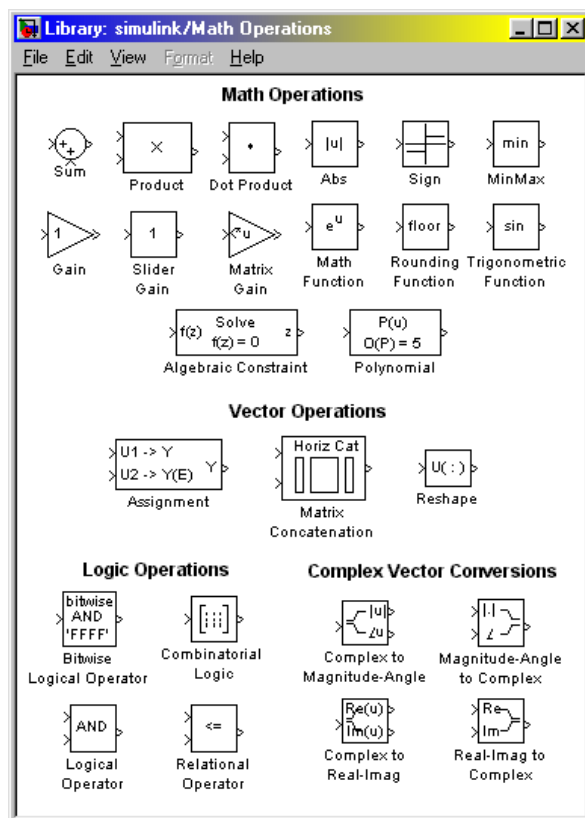 Library: simulink/Math Operations
File Edit View Format Help
Math Operations
+ + × • |u| min
Sum Product Dot Product Abs Sign MinMax
1 1 u e^u floor sin
Gain Slider Gain Matrix Gain Math Function Rounding Function Trigonometric Function
f(z) Solve f(z) = 0 z P(u) O(P) = 5
Algebraic Constraint Polynomial
Vector Operations
U1 -> Y U2 -> Y(E) Y Horiz Cat U( : )
Assignment Matrix Concatenation Reshape
Logic Operations Complex Vector Conversions
bitwise AND 'FFFF' |u| ∠u |.| ∠
Bitwise Logical Operator Combinatorial Logic Complex to Magnitude-Angle Magnitude-Angle to Complex
AND <= Re(u) Im(u) Re Im
Logical Operator Relational Operator Complex to Real-Imag Real-Imag to Complex